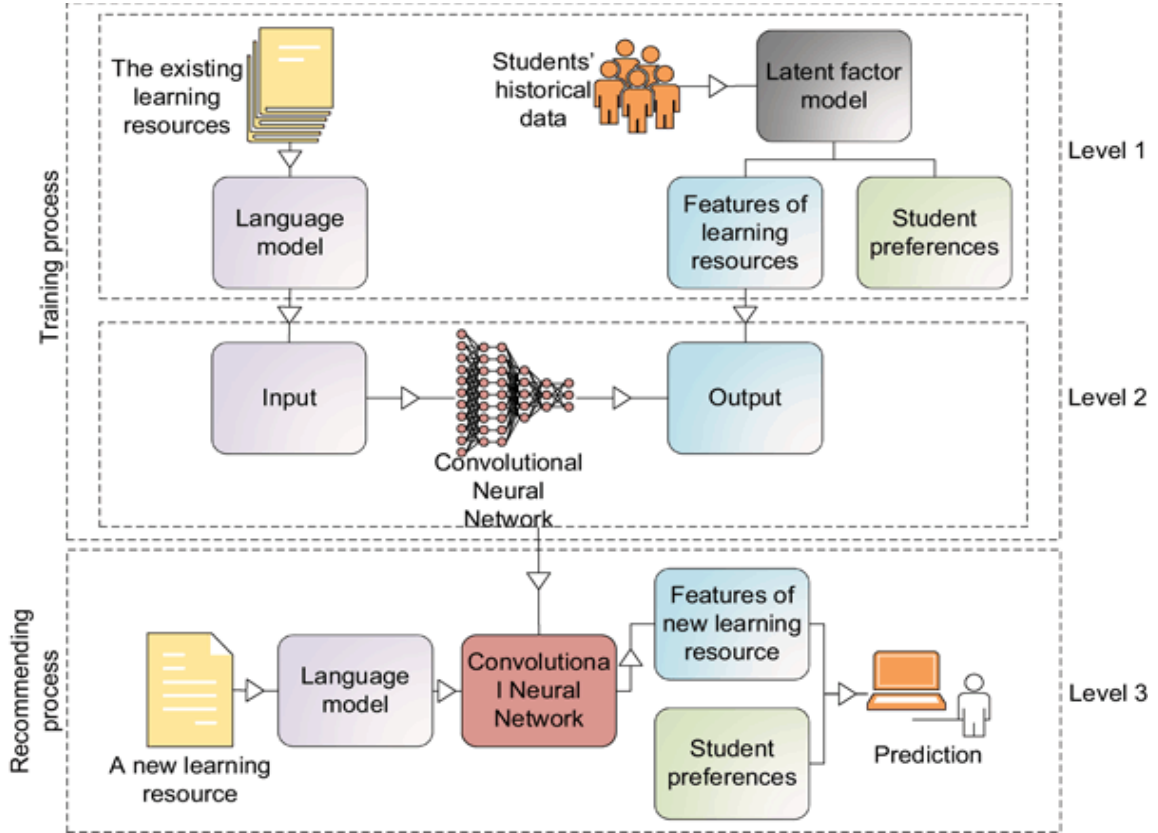 The existing
learning
resources
Students'
historical
data
Latent factor
model
Level 1
Language
model
Features of
learning
resources
Student
preferences
Training process
Input
Convolutional
Neural
Network
Output
Level 2
Recommending
process
A new learning
resource
Language
model
Convolutiona
l Neural
Network
Features of
new learning
resource
Student
preferences
Prediction
Level 3